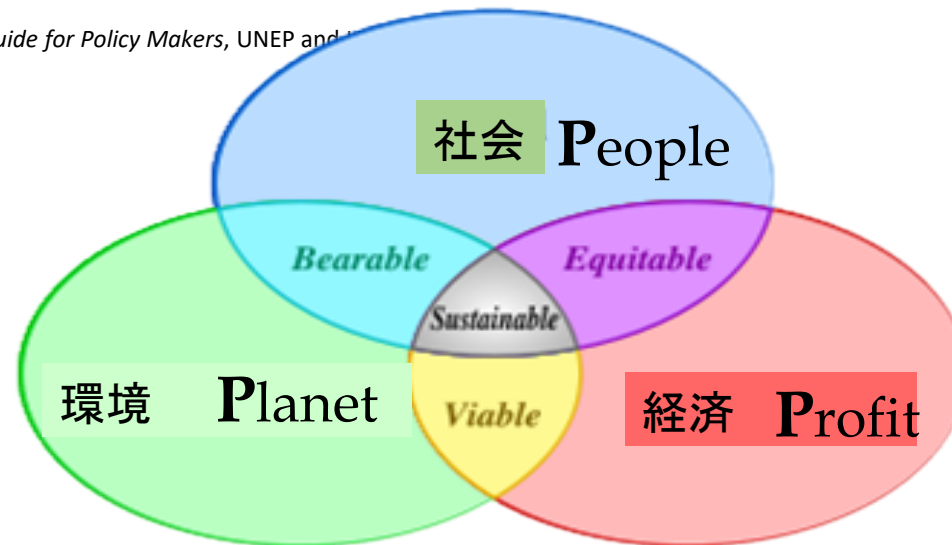 uide for Policy Makers, UNEP and
社会 People
Bearable Equitable
Sustainable
環境 Planet
Viable
経済 Profit